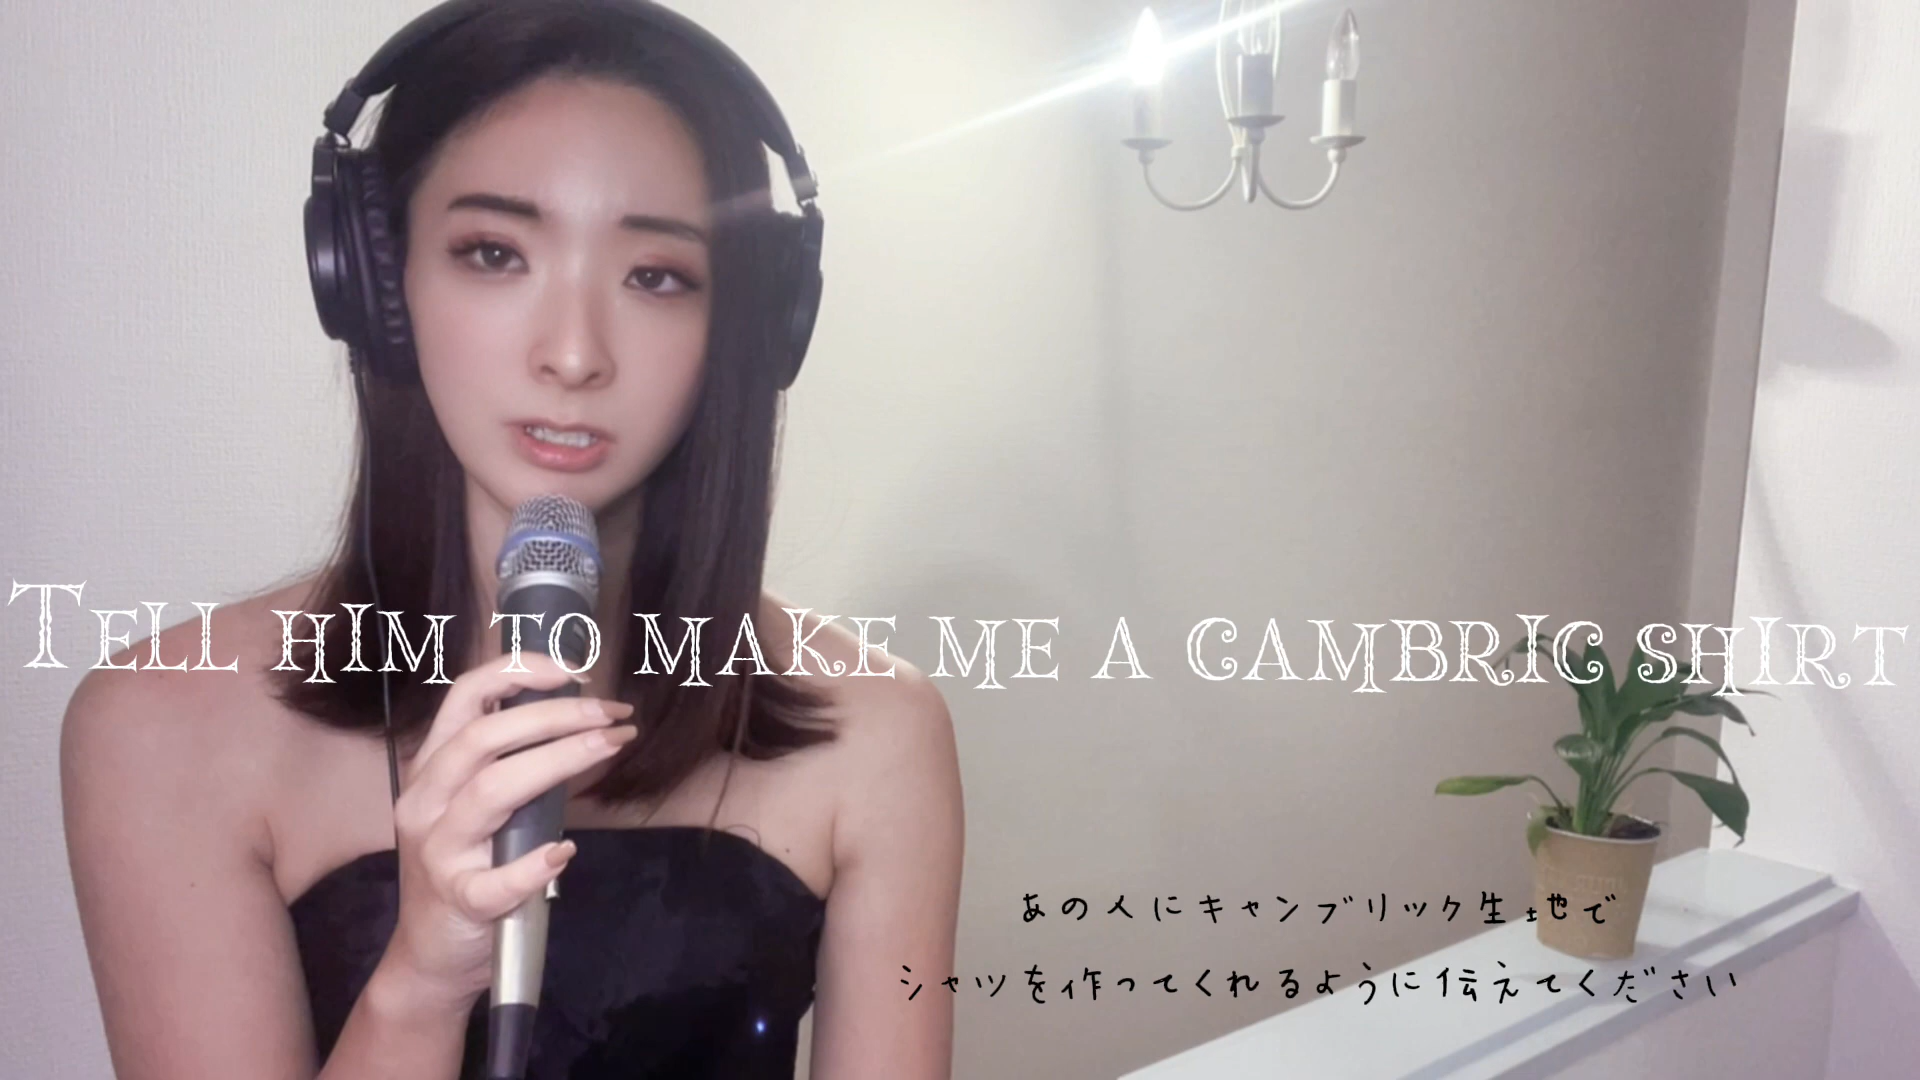 Tell him to make me a cambric shirt
あの人にキャンブリック生地で
シャツを作ってくれるように伝えてください